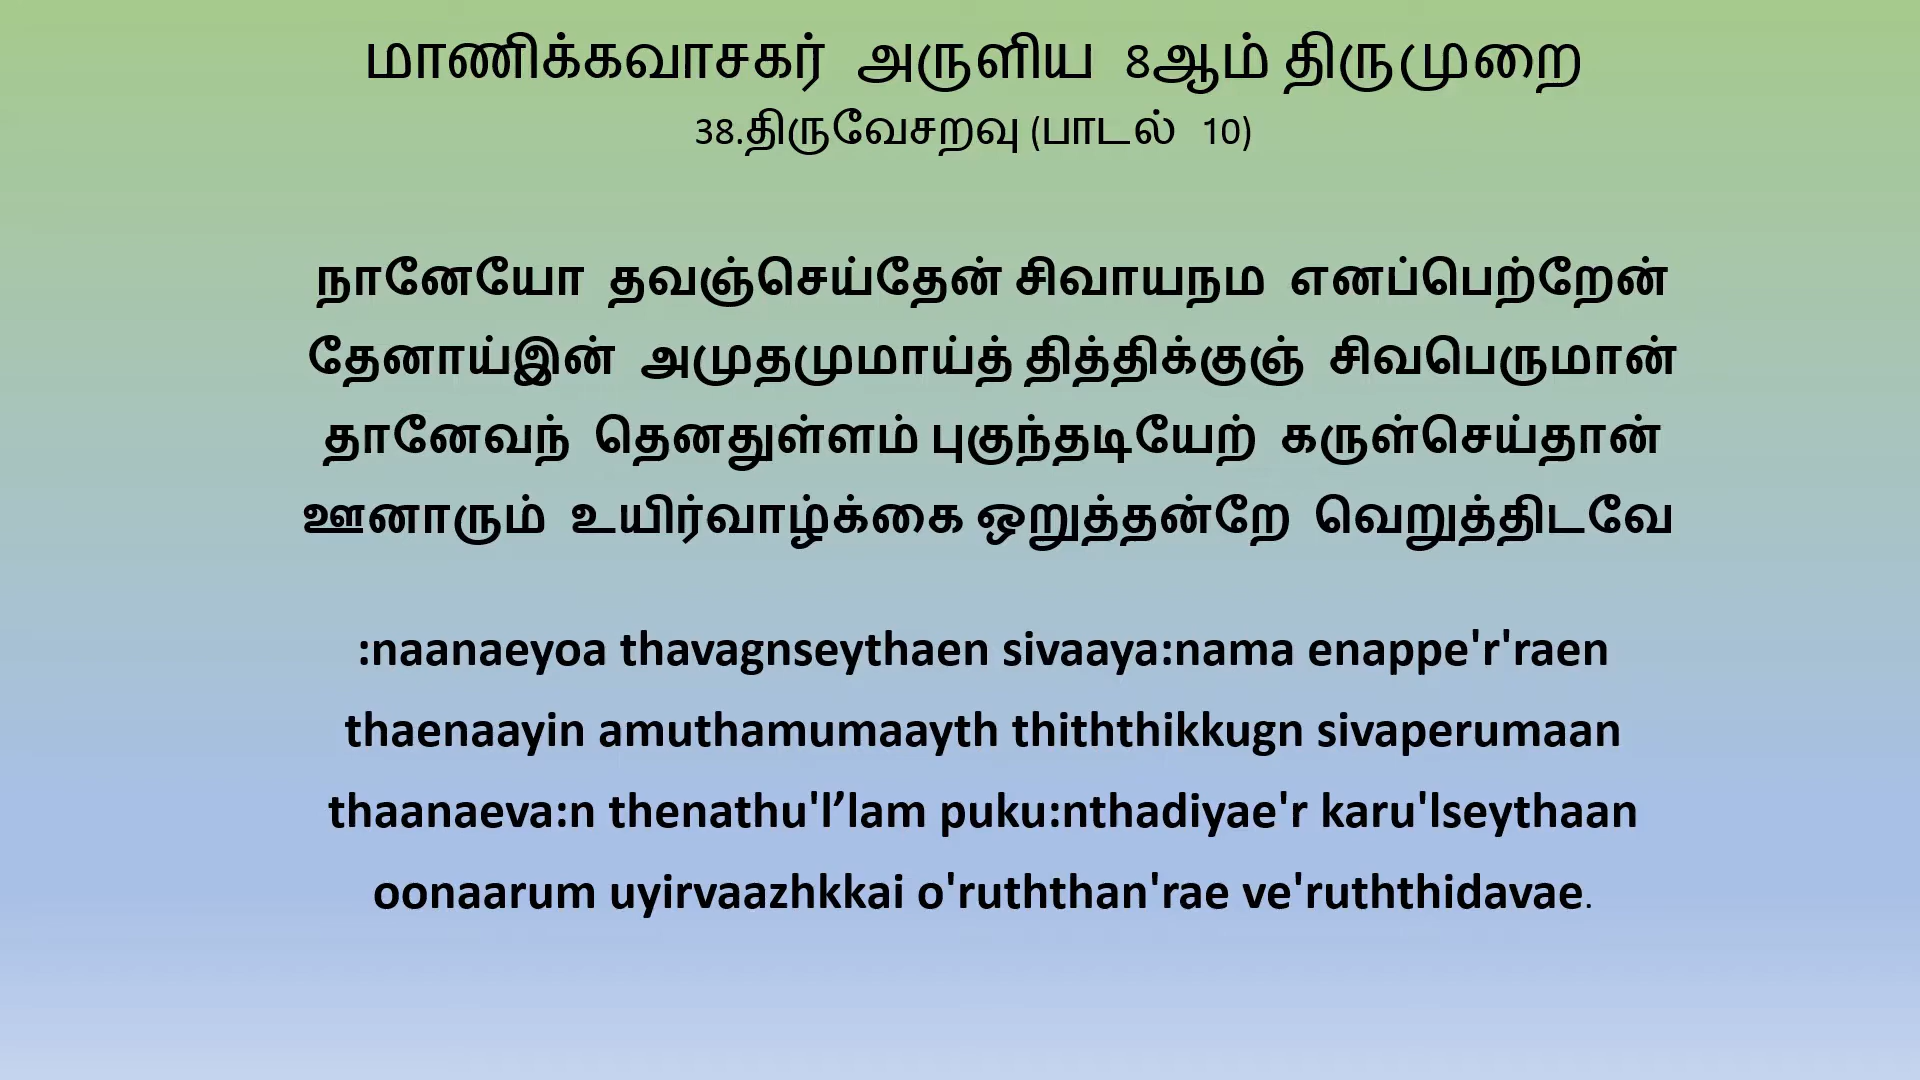 மாணிக்கவாசகர் அருளிய 8ஆம் திருமுறை
38.திருவேசறவு (பாடல் 10)
நானேயோ தவஞ்செய்தேன் சிவாயநம எனப்பெற்றேன்
தேனாய்இன் அமுதமுமாய்த் தித்திக்குஞ் சிவபெருமான்
தானேவந் தெனதுள்ளம் புகுந்தடியேற் கருள்செய்தான்
ஊனாரும் உயிர்வாழ்க்கை ஒறுத்தன்றே வெறுத்திடவே
:naanaeyoa thavagnseythaen sivaaya:nama enappe'r'raen
thaenaayin amuthamumaayth thiththikkugn sivaperumaan
thaanaeva:n thenathu'l’lam puku:nthadiyae'r karu'lseythaan
oonaarum uyirvaazhkkai o'ruththan'rae ve'ruththidavae.